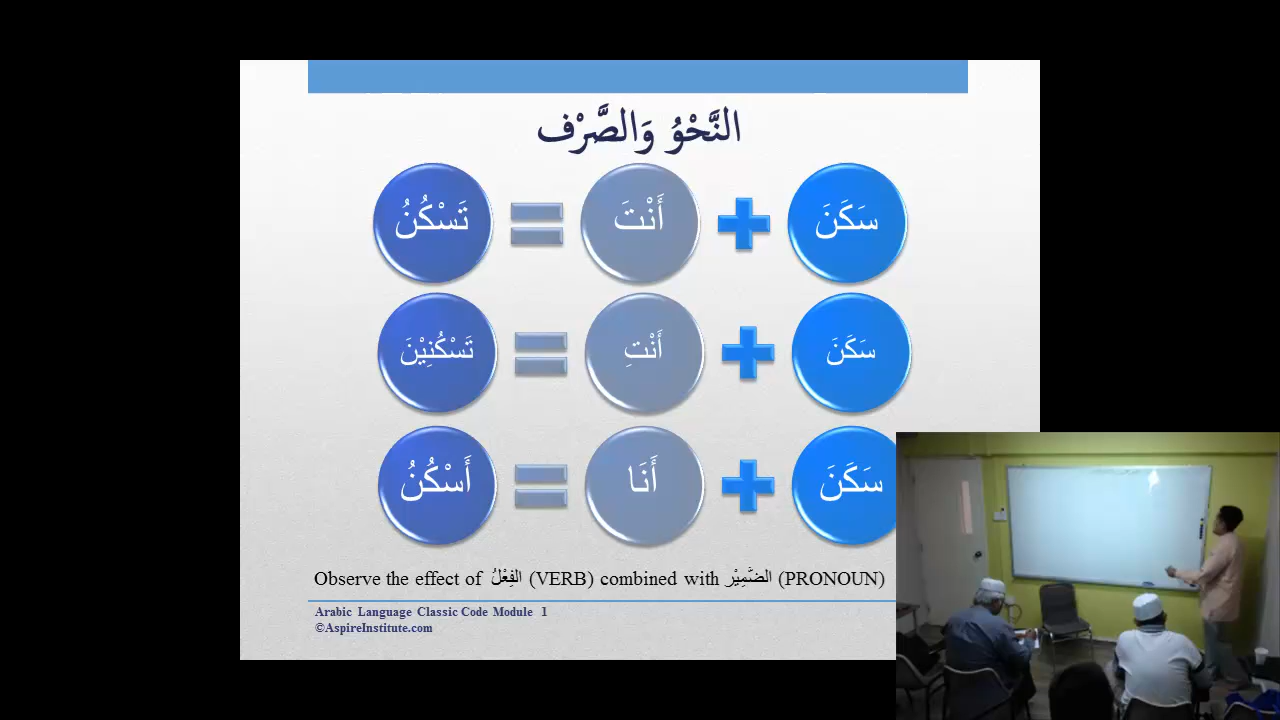 النَّحْوُ وَالصَّرْف
سَكَنَ + أَنْتَ = تَسْكُنُ
سَكَنَ + أَنْتِ = تَسْكُنِيْنَ
سَكَنَ + أَنَا = أَسْكُنُ
Observe the effect of الفِعْلُ (VERB) combined with الضَّمِيْر (PRONOUN)
Arabic Language Classic Code Module 1
©AspireInstitute.com